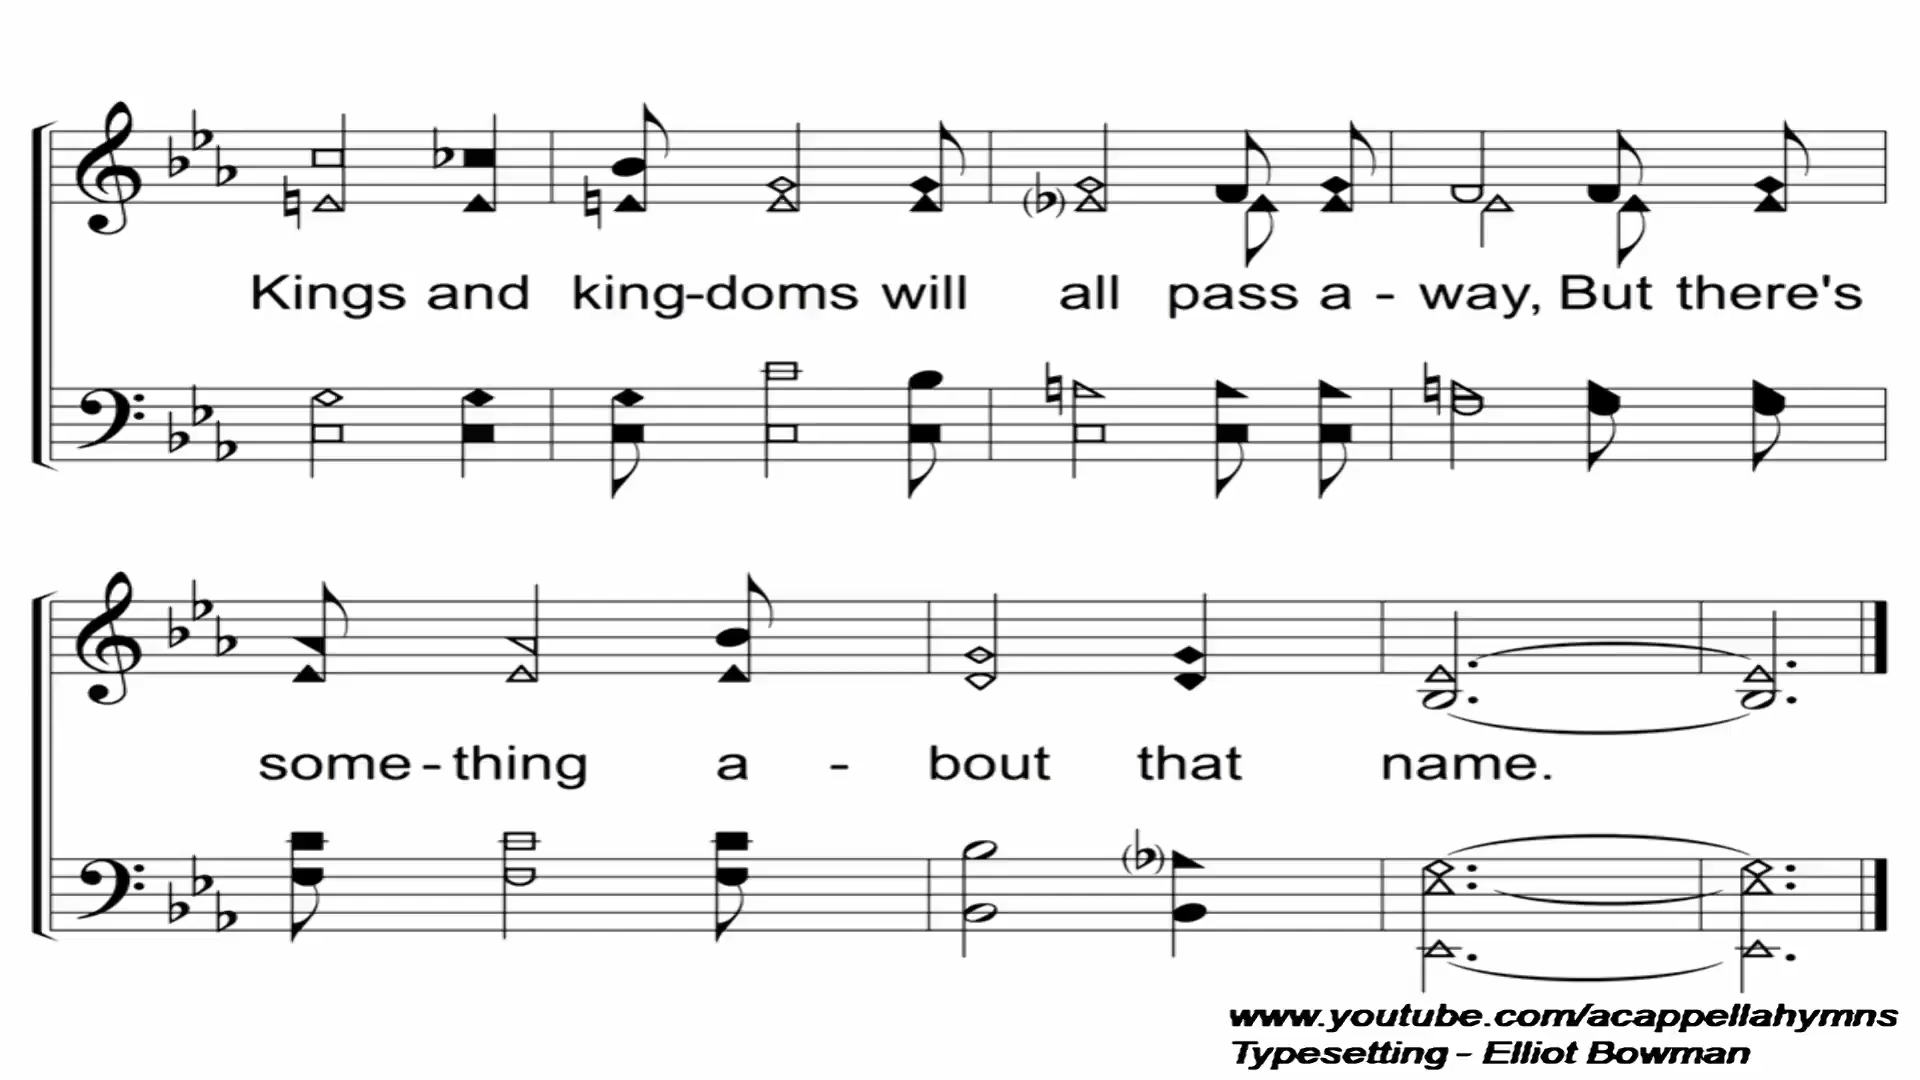 Kings and king-doms will all pass a - way, But there's
some-thing a - bout that name.
www.youtube.com/acappellahymns
Typesetting - Elliot Bowman